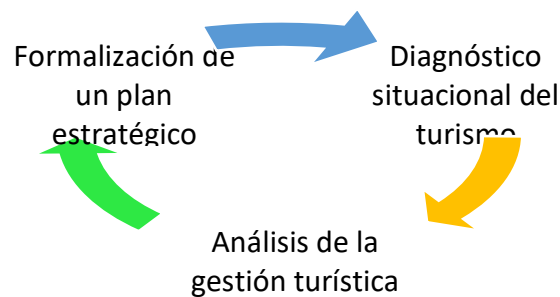 Formalización de
un plan
estratégico
Diagnóstico
situacional del
turismo
Análisis de la
gestión turística